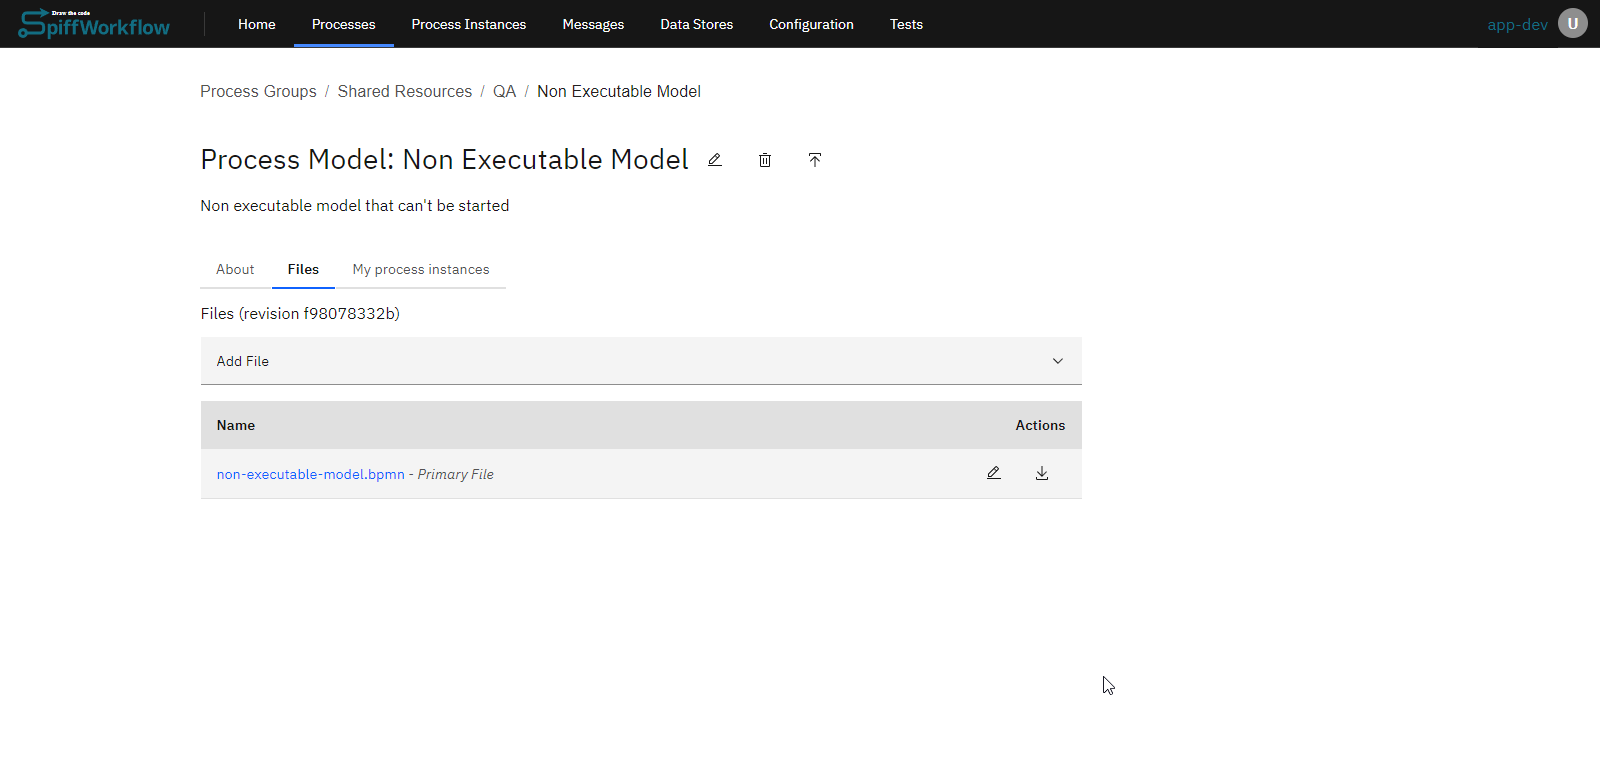 Draw the code
SpiffWorkflow
Home
Processes
Process Instances
Messages
Data Stores
Configuration
Tests
app-dev
U
Process Groups / Shared Resources / QA / Non Executable Model
Process Model: Non Executable Model
Non executable model that can't be started
About
Files
My process instances
Files (revision f98078332b)
Add File
Name
Actions
non-executable-model.bpmn - Primary File